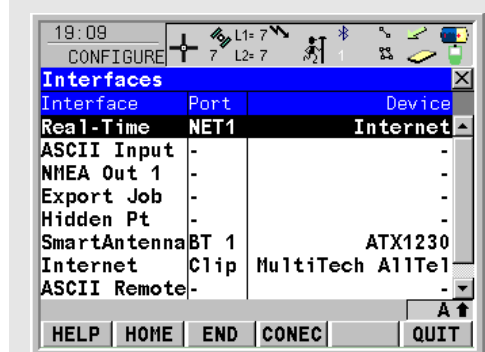 19:09
CONFIGURE
7 L1= 7
L2= 7
1
Interfaces
Interface Port Device
Real-Time NET1 Internet
ASCII Input - -
NMEA Out 1 - -
Export Job - -
Hidden Pt - -
SmartAntenna BT 1 ATX1230
Internet Clip MultiTech AllTel
ASCII Remote - -
A
HELP HOME END CONEC QUIT